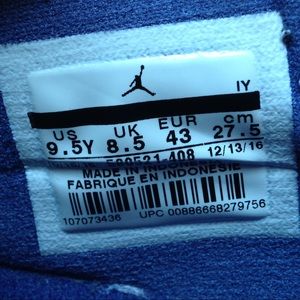 IY
US UK EUR cm
9.5Y 8.5 43 27.5
12/13/16
MADE IN
FABRIQUE EN INDONESIE
107073436 UPC 00886668279756